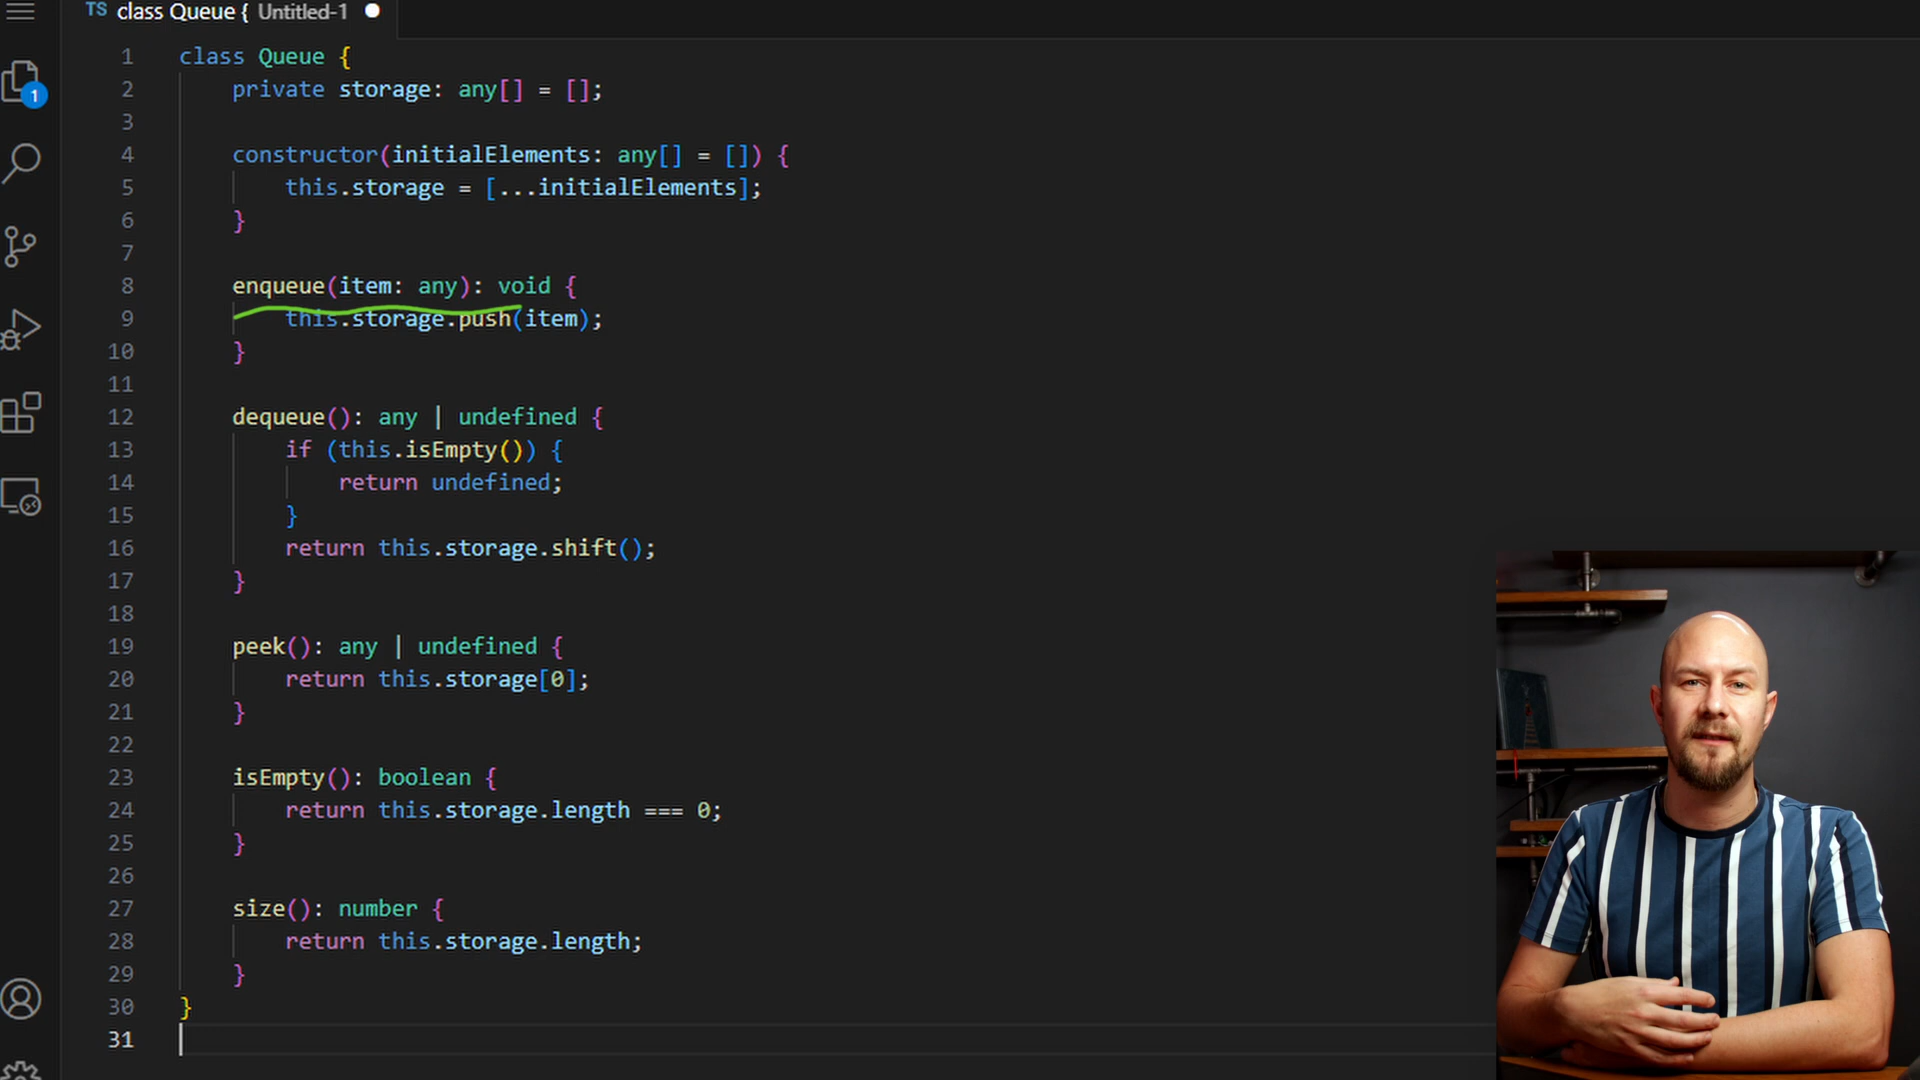 TS class Queue { Untitled-1
1
1 class Queue {
2 private storage: any[] = [];
3
4 constructor(initialElements: any[] = []) {
5 this.storage = [...initialElements];
6 }
7
8 enqueue(item: any): void {
9 this.storage.push(item);
10 }
11
12 dequeue(): any | undefined {
13 if (this.isEmpty()) {
14 return undefined;
15 }
16 return this.storage.shift();
17 }
18
19 peek(): any | undefined {
20 return this.storage[0];
21 }
22
23 isEmpty(): boolean {
24 return this.storage.length === 0;
25 }
26
27 size(): number {
28 return this.storage.length;
29 }
30 }
31